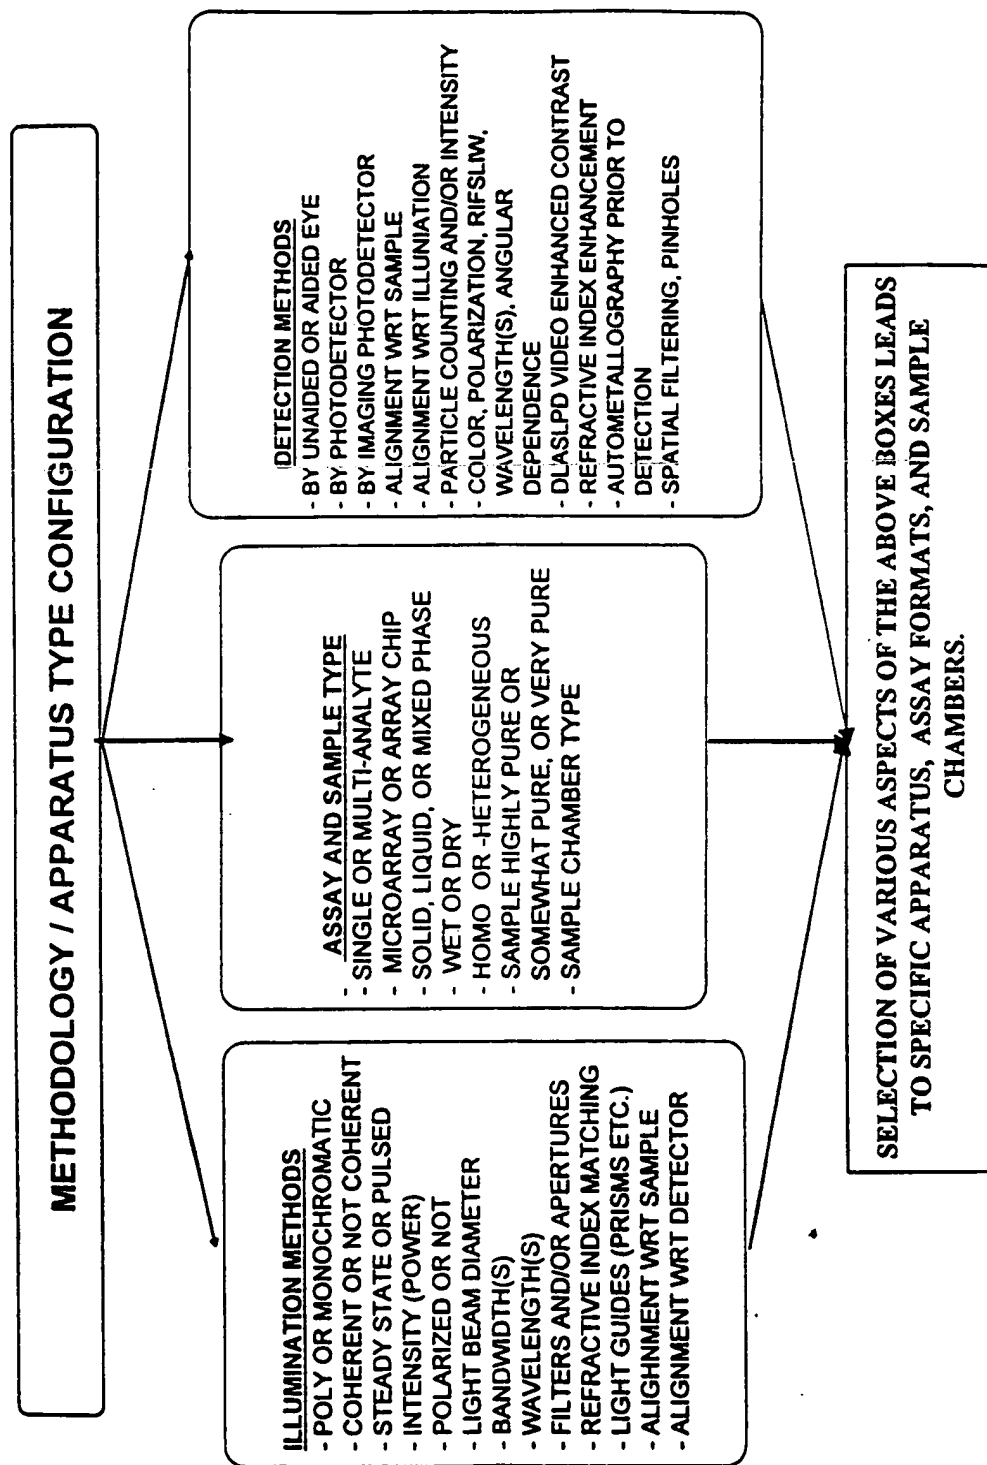 METHODOLOGY / APPARATUS TYPE CONFIGURATION
ILLUMINATION METHODS
- POLY OR MONOCHROMATIC
- COHERENT OR NOT COHERENT
- STEADY STATE OR PULSED
- INTENSITY (POWER)
- POLARIZED OR NOT
- LIGHT BEAM DIAMETER
- BANDWIDTH(S)
- WAVELENGTH(S)
- FILTERS AND/OR APERTURES
- REFRACTIVE INDEX MATCHING
- LIGHT GUIDES (PRISMS ETC.)
- ALIGHNMENT WRT SAMPLE
- ALIGNMENT WRT DETECTOR
ASSAY AND SAMPLE TYPE
- SINGLE OR MULTI-ANALYTE
- MICROARRAY OR ARRAY CHIP
- SOLID, LIQUID, OR MIXED PHASE
- WET OR DRY
- HOMO OR -HETEROGENEOUS
- SAMPLE HIGHLY PURE OR
SOMEWHAT PURE, OR VERY PURE
- SAMPLE CHAMBER TYPE
DETECTION METHODS
- BY UNAIDED OR AIDED EYE
- BY PHOTODETECTOR
- BY IMAGING PHOTODETECTOR
- ALIGNMENT WRT SAMPLE
- ALIGNMENT WRT ILLUNIATION
- PARTICLE COUNTING AND/OR INTENSITY
- COLOR, POLARIZATION, RIFSLIW,
WAVELENGTH(S), ANGULAR
DEPENDENCE
- DLASLPD VIDEO ENHANCED CONTRAST
- REFRACTIVE INDEX ENHANCEMENT
- AUTOMETALLOGRAPHY PRIOR TO
DETECTION
- SPATIAL FILTERING, PINHOLES
SELECTION OF VARIOUS ASPECTS OF THE ABOVE BOXES LEADS
TO SPECIFIC APPARATUS, ASSAY FORMATS, AND SAMPLE
CHAMBERS.